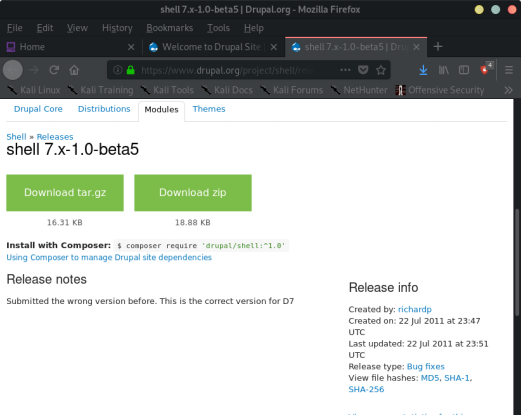 shell 7.x-1.0-beta5 | Drupal.org - Mozilla Firefox
File Edit View History Bookmarks Tools Help
Home Welcome to Drupal Site shell 7.x-1.0-beta5 | Dru
https://www.drupal.org/project/shell/re
Kali Linux Kali Training Kali Tools Kali Docs Kali Forums NetHunter Offensive Security
Drupal Core Distributions Modules Themes
Shell » Releases
shell 7.x-1.0-beta5
Download tar.gz Download zip
16.31 KB 18.88 KB
Install with Composer: $ composer require 'drupal/shell:^1.0'
Using Composer to manage Drupal site dependencies
Release notes
Submitted the wrong version before. This is the correct version for D7
Release info
Created by: richardp
Created on: 22 Jul 2011 at 23:47
UTC
Last updated: 22 Jul 2011 at 23:51
UTC
Release type: Bug fixes
View file hashes: MD5, SHA-1,
SHA-256